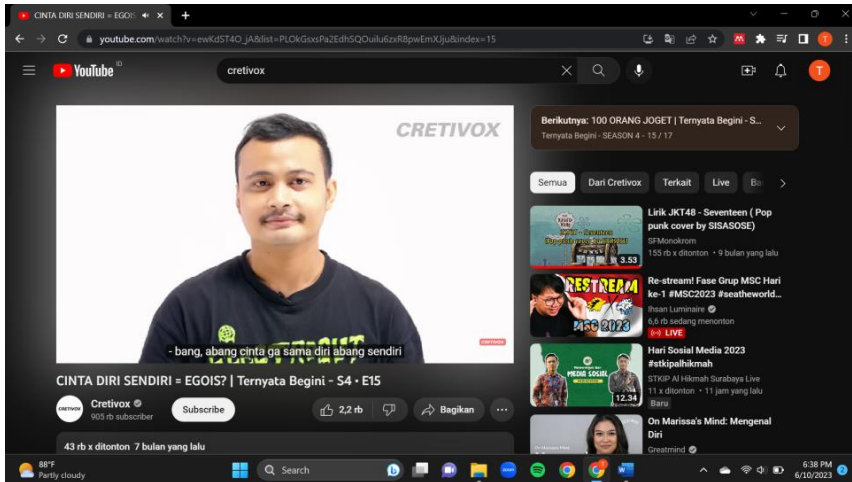 CINTA DIRI SENDIRI = EGOIS
youtube.com/watch?v=ewKdST4O_jA&list=PLOkGsxsPa2EdhSQOuilu6zxR8pwEmXJju&index=15
YouTube ID
cretivox
T
CRETIVOX
- bang, abang cinta ga sama diri abang sendiri
CRETIVOX
CINTA DIRI SENDIRI = EGOIS? | Ternyata Begini - S4 • E15
Cretivox
905 rb subscriber
Subscribe
2,2 rb
Bagikan
43 rb x ditonton 7 bulan yang lalu
Berikutnya: 100 ORANG JOGET | Ternyata Begini - S...
Ternyata Begini - SEASON 4 - 15 / 17
Semua
Dari Cretivox
Terkait
Live
Ba
3.53
Lirik JKT48 - Seventeen ( Pop
punk cover by SISASOSE)
SFMonokrom
155 rb x ditonton • 9 bulan yang lalu
RESTREAM
MSC 2023
Re-stream! Fase Grup MSC Hari
ke-1 #MSC2023 #seatheworld...
Ihsan Luminaire
6,6 rb sedang menonton
LIVE
MEDIA SOSIAL
12.34
Hari Sosial Media 2023
#stkipalhikmah
STKIP Al Hikmah Surabaya Live
11 x ditonton • 11 jam yang lalu
Baru
On Marissa's Mind: Mengenal
Diri
Greatmind
88°F
Partly cloudy
Search
6:38 PM
6/10/2023